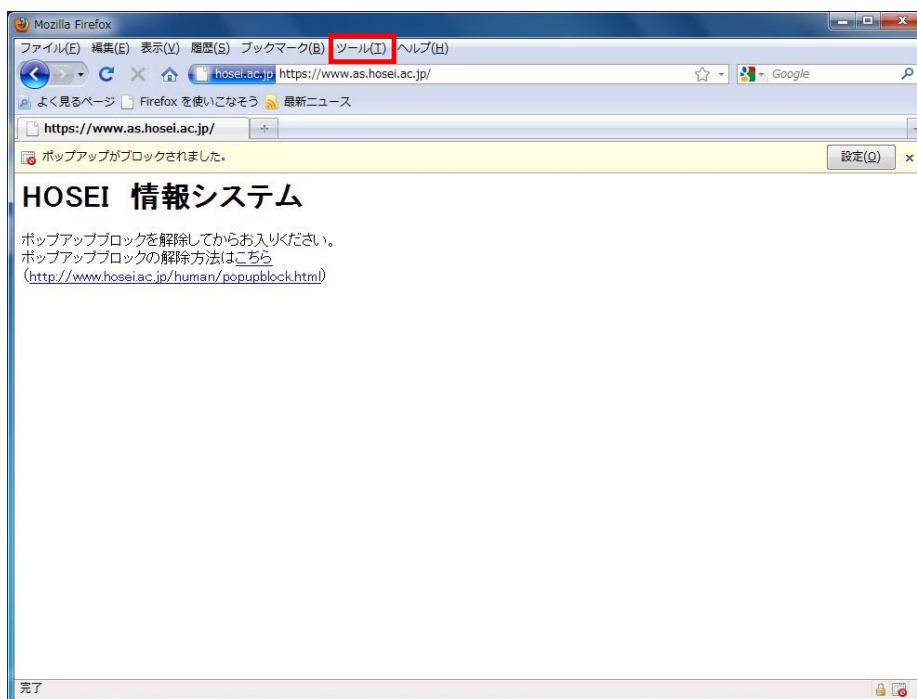 Mozilla Firefox
ファイル(F) 編集(E) 表示(V) 履歴(S) ブックマーク(B) ツール(T) ヘルプ(H)
hosei.ac.jp https://www.as.hosei.ac.jp/ Google
よく見るページ Firefox を使いこなそう 最新ニュース
https://www.as.hosei.ac.jp/
ポップアップがブロックされました。 設定(O) x
HOSEI 情報システム
ポップアップブロックを解除してからお入りください。
ポップアップブロックの解除方法はこちら
(http://www.hosei.ac.jp/human/popupblock.html)
完了